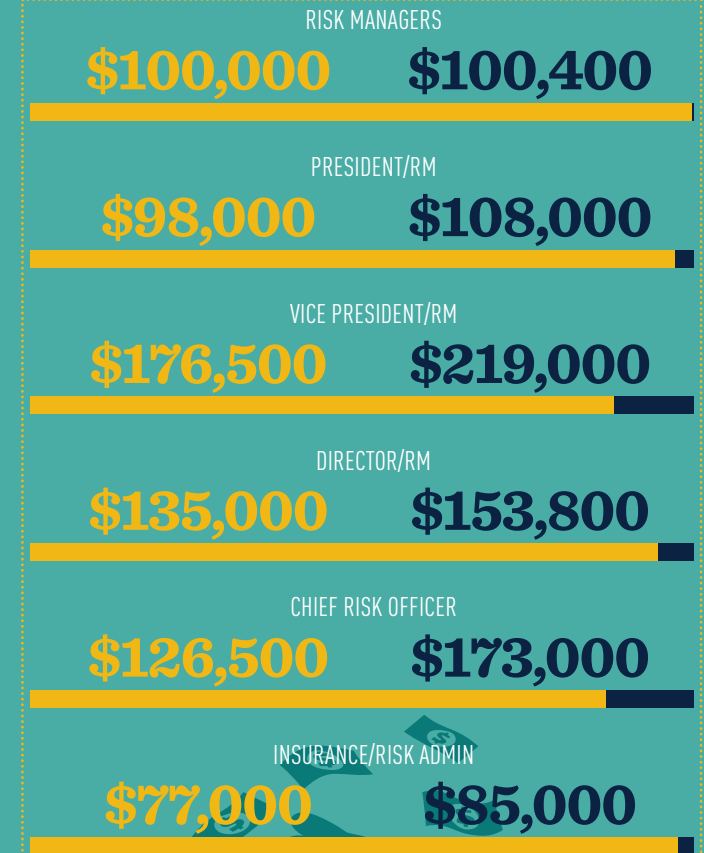 RISK MANAGERS
$100,000 $100,400
PRESIDENT/RM
$98,000 $108,000
VICE PRESIDENT/RM
$176,500 $219,000
DIRECTOR/RM
$135,000 $153,800
CHIEF RISK OFFICER
$126,500 $173,000
INSURANCE/RISK ADMIN
$77,000 $85,000